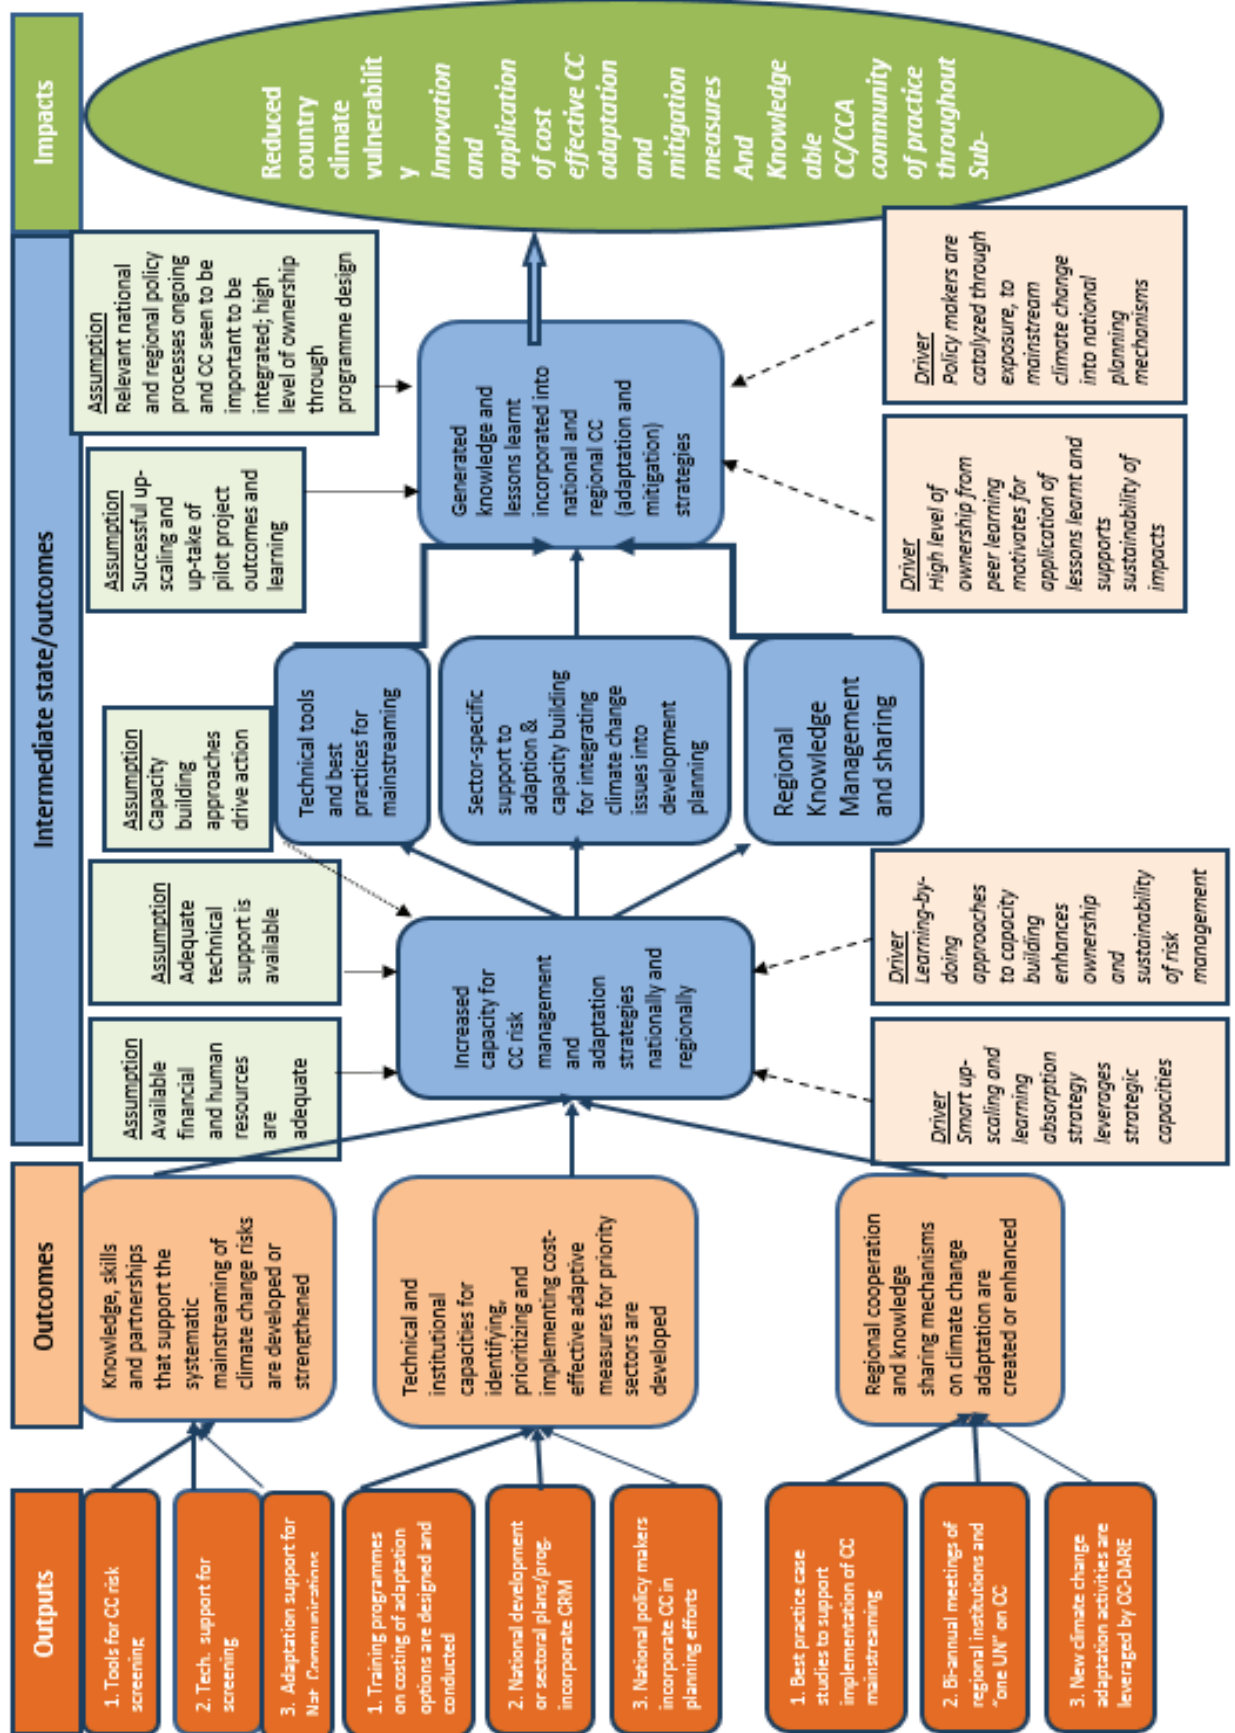 Outputs
Outcomes
Intermediate state/outcomes
Impacts
1. Tools for CC risk
screening
2. Tech. support for
screening
3. Adaptation support for
Nat. Communications
1. Training programmes
on costing of adaptation
options are designed and
conducted
2. National development
or sectoral plans/prog.
incorporate CRM
3. National policy makers
incorporate CC in
planning efforts
1. Best practice case
studies to support
implementation of CC
mainstreaming
2. Bi-annual meetings of
regional institutions and
"one UN" on CC
3. New climate change
adaptation activities are
leveraged by CC-DARE
Knowledge, skills
and partnerships
that support the
systematic
mainstreaming of
climate change risks
are developed or
strengthened
Technical and
institutional
capacities for
identifying,
prioritizing and
implementing cost-
effective adaptive
measures for priority
sectors are
developed
Regional cooperation
and knowledge
sharing mechanisms
on climate change
adaptation are
created or enhanced
Assumption
Available
financial
and human
resources
are
adequate
Assumption
Adequate
technical
support is
available
Assumption
Capacity
building
approaches
drive action
Increased
capacity for
CC risk
management
and
adaptation
strategies
nationally and
regionally
Driver
Smart up-
scaling and
learning
absorption
strategy
leverages
strategic
capacities
Driver
Learning-by-
doing
approaches
to capacity
building
enhances
ownership
and
sustainability
of risk
management
Technical tools
and best
practices for
mainstreaming
Sector-specific
support to
adaption &
capacity building
for integrating
climate change
issues into
development
planning
Regional
Knowledge
Management
and sharing
Assumption
Successful up-
scaling and
up-take of
pilot project
outcomes and
learning
Assumption
Relevant national
and regional policy
processes ongoing
and CC seen to be
important to be
integrated; high
level of ownership
through
programme design
Generated
knowledge and
lessons learnt
incorporated into
national and
regional CC
(adaptation and
mitigation)
strategies
Driver
High level of
ownership from
peer learning
motivates for
application of
lessons learnt and
supports
sustainability of
impacts
Driver
Policy makers are
catalyzed through
exposure, to
mainstream
climate change
into national
planning
mechanisms
Reduced
country
climate
vulnerabilit
y
Innovation
and
application
of cost
effective CC
adaptation
and
mitigation
measures
And
Knowledge
able
CC/CCA
community
of practice
throughout
Sub-